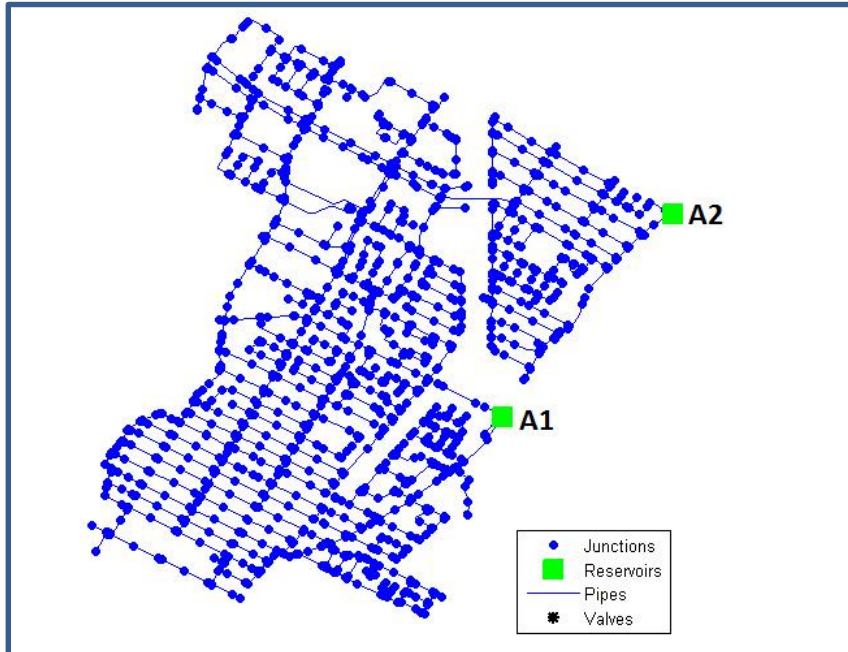 A2
A1
Junctions
Reservoirs
Pipes
Valves